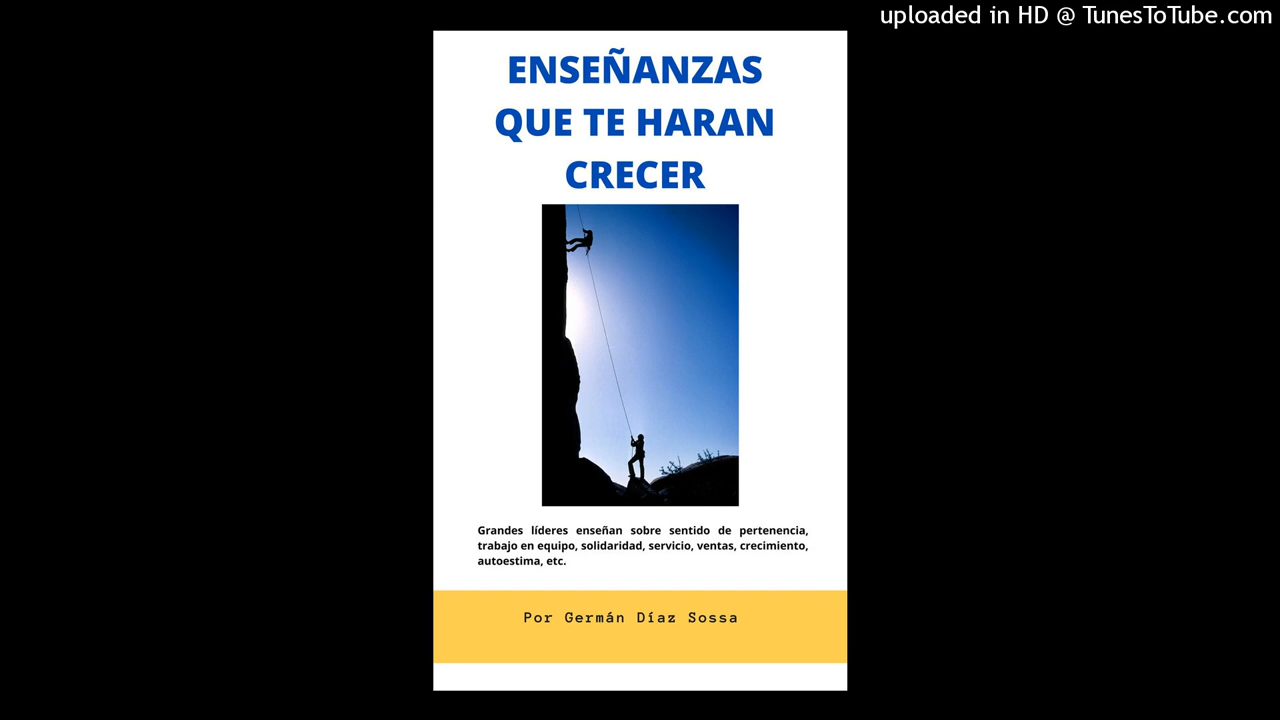 uploaded in HD @ TunesToTube.com
ENSEÑANZAS
QUE TE HARAN
CRECER
Grandes líderes enseñan sobre sentido de pertenencia,
trabajo en equipo, solidaridad, servicio, ventas, crecimiento,
autoestima, etc.
Por Germán Díaz Sossa